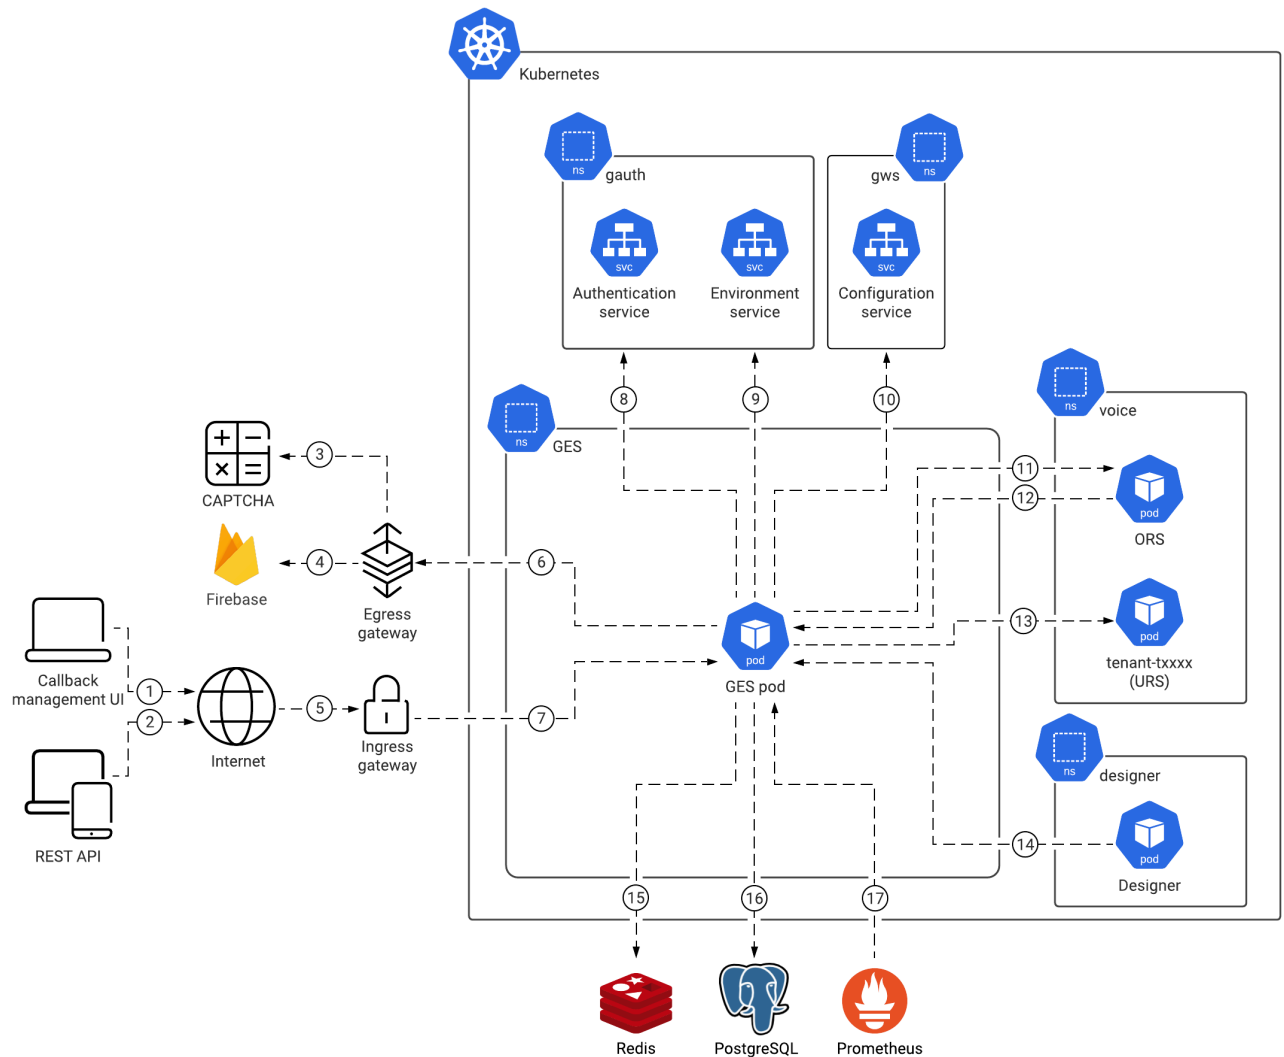 Kubernetes
ns
gauth
gws
ns
svc
Authentication
service
svc
Environment
service
svc
Configuration
service
8
9
10
ns
GES
ns
voice
3
CAPTCHA
11
12
pod
ORS
4
Firebase
Egress
gateway
6
13
pod
tenant-txxxx
(URS)
pod
GES pod
Callback
management UI
1
2
Internet
5
Ingress
gateway
7
REST API
ns
designer
14
pod
Designer
15
16
17
Redis
PostgreSQL
Prometheus